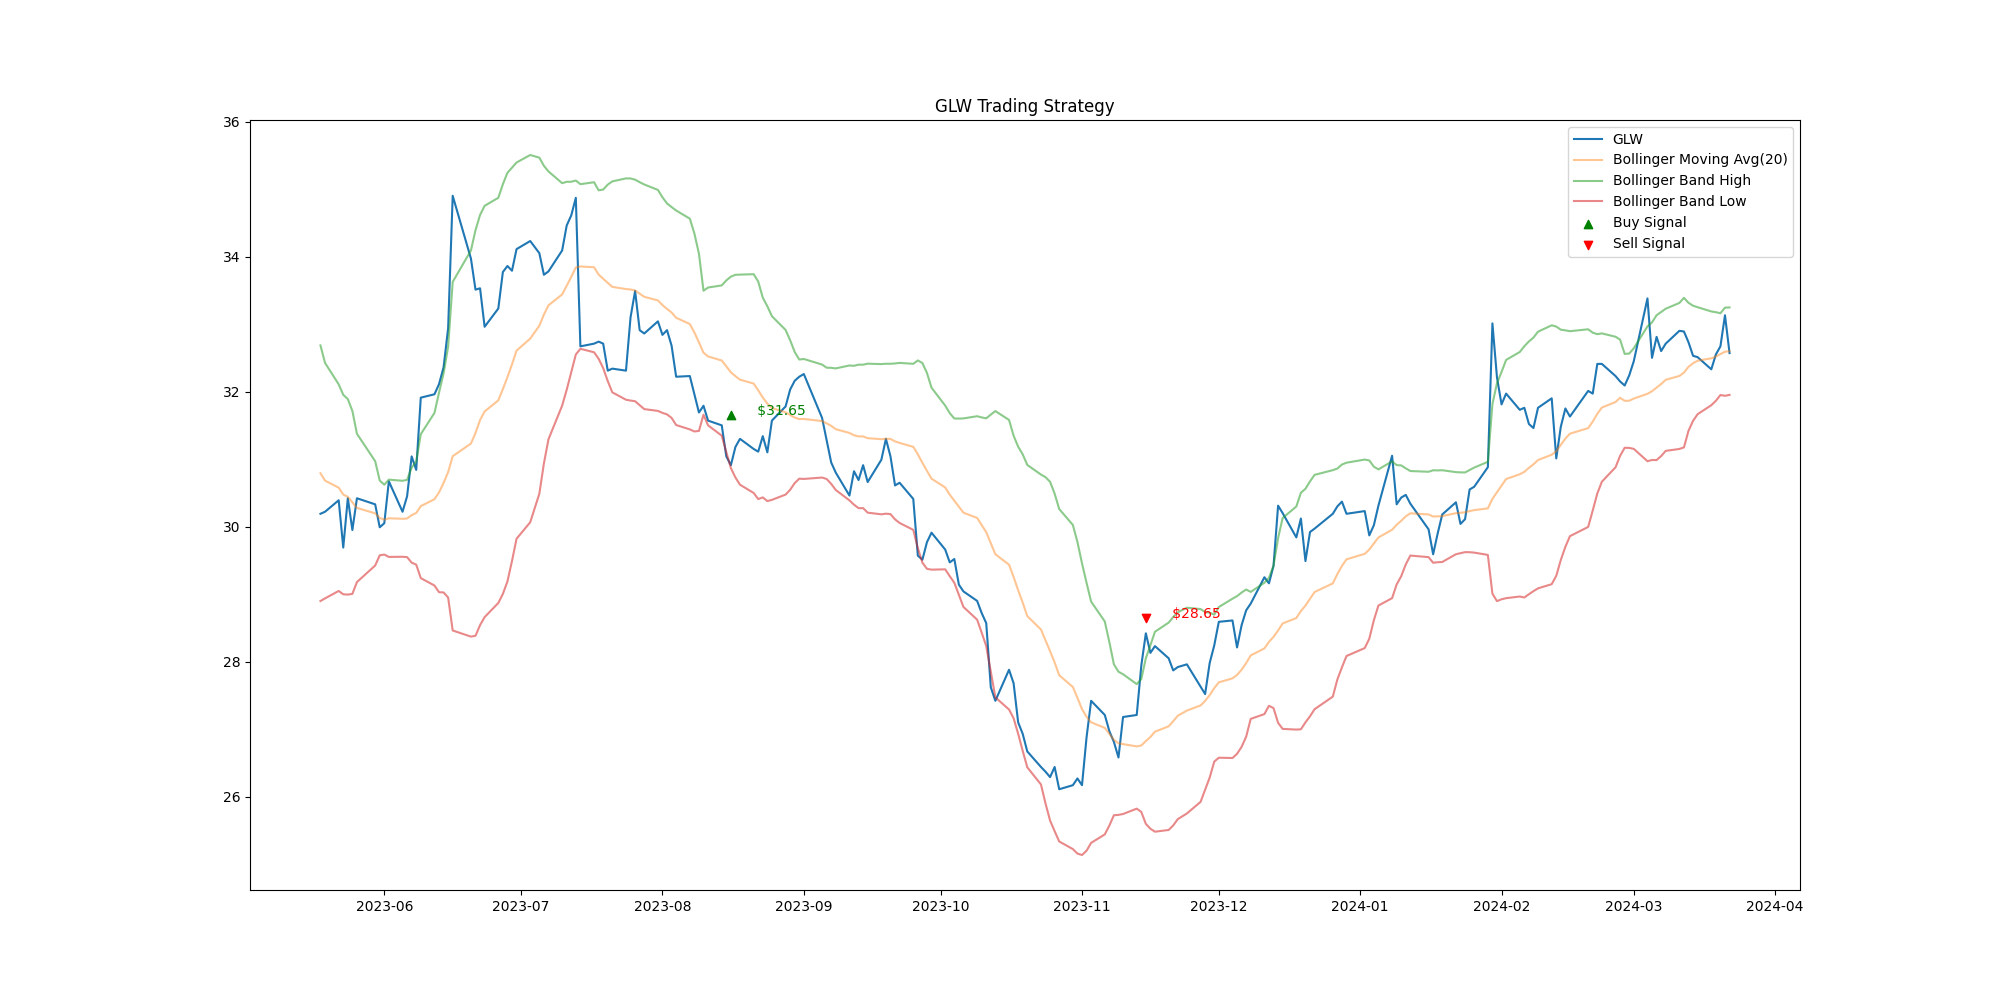 GLW Trading Strategy
36
34
32
30
28
26
GLW
Bollinger Moving Avg(20)
Bollinger Band High
Bollinger Band Low
Buy Signal
Sell Signal
$31.65
$28.65
2023-06
2023-07
2023-08
2023-09
2023-10
2023-11
2023-12
2024-01
2024-02
2024-03
2024-04